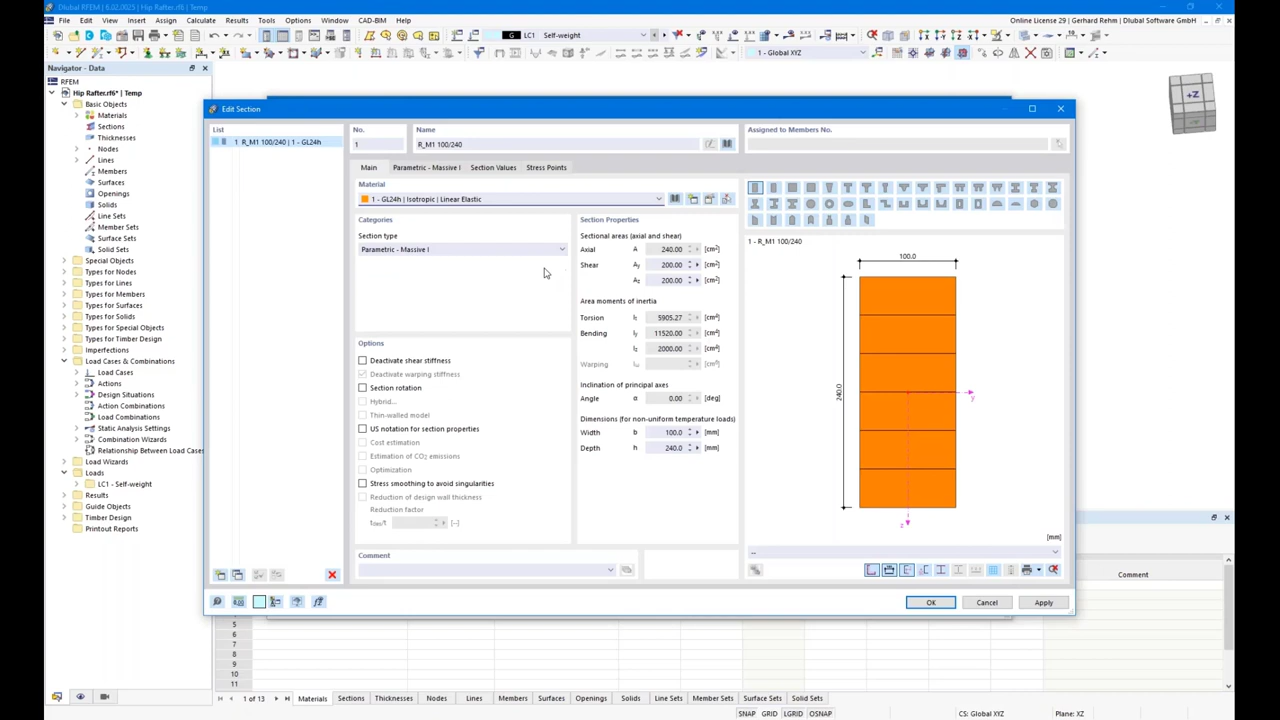 Dlubal RFEM | 6.02.0025 | Hip Rafter.rf6* | Temp
File Edit View Insert Assign Calculate Results Tools Options Window CAD-BIM Help
Online License 29 | Gerhard Rehm | Dlubal Software GmbH
G LC1 Self-weight
1 - Global XYZ
Navigator - Data
RFEM
Hip Rafter.rf6* | Temp
Basic Objects
Materials
Sections
Thicknesses
Nodes
Lines
Members
Surfaces
Openings
Solids
Line Sets
Member Sets
Surface Sets
Solid Sets
Special Objects
Types for Nodes
Types for Lines
Types for Members
Types for Surfaces
Types for Solids
Types for Special Objects
Types for Timber Design
Imperfections
Load Cases & Combinations
Load Cases
Actions
Design Situations
Action Combinations
Load Combinations
Static Analysis Settings
Combination Wizards
Relationship Between Load Cases
Load Wizards
Loads
LC1 - Self-weight
Results
Guide Objects
Timber Design
Printout Reports
Edit Section
List
1 R_M1 100/240 | 1 - GL24h
No.
1
Name
R_M1 100/240
Assigned to Members No.
Main Parametric - Massive I Section Values Stress Points
Material
1 - GL24h | Isotropic | Linear Elastic
Categories
Section type
Parametric - Massive I
Options
Deactivate shear stiffness
Deactivate warping stiffness
Section rotation
Hybrid...
Thin-walled model
US notation for section properties
Cost estimation
Estimation of CO₂ emissions
Optimization
Stress smoothing to avoid singularities
Reduction of design wall thickness
Reduction factor
Section Properties
Sectional areas (axial and shear)
Axial A 240.00 [cm²]
Shear Ay 200.00 [cm²]
Az 200.00 [cm²]
Area moments of inertia
Torsion It 5905.27 [cm⁴]
Bending Iy 11520.00 [cm⁴]
Iz 2000.00 [cm⁴]
Warping
Inclination of principal axes
Angle α 0.00 [deg]
Dimensions (for non-uniform temperature loads)
Width b 100.0 [mm]
Depth h 240.0 [mm]
1 - R_M1 100/240
100.0
240.0
y
z
[mm]
--
Comment
OK Cancel Apply
Comment
5
6
7
8
9
10
11
1 of 13
Materials Sections Thicknesses Nodes Lines Members Surfaces Openings Solids Line Sets Member Sets Surface Sets Solid Sets
SNAP GRID LGRID OSNAP
CS: Global XYZ
Plane: XZ
+Z